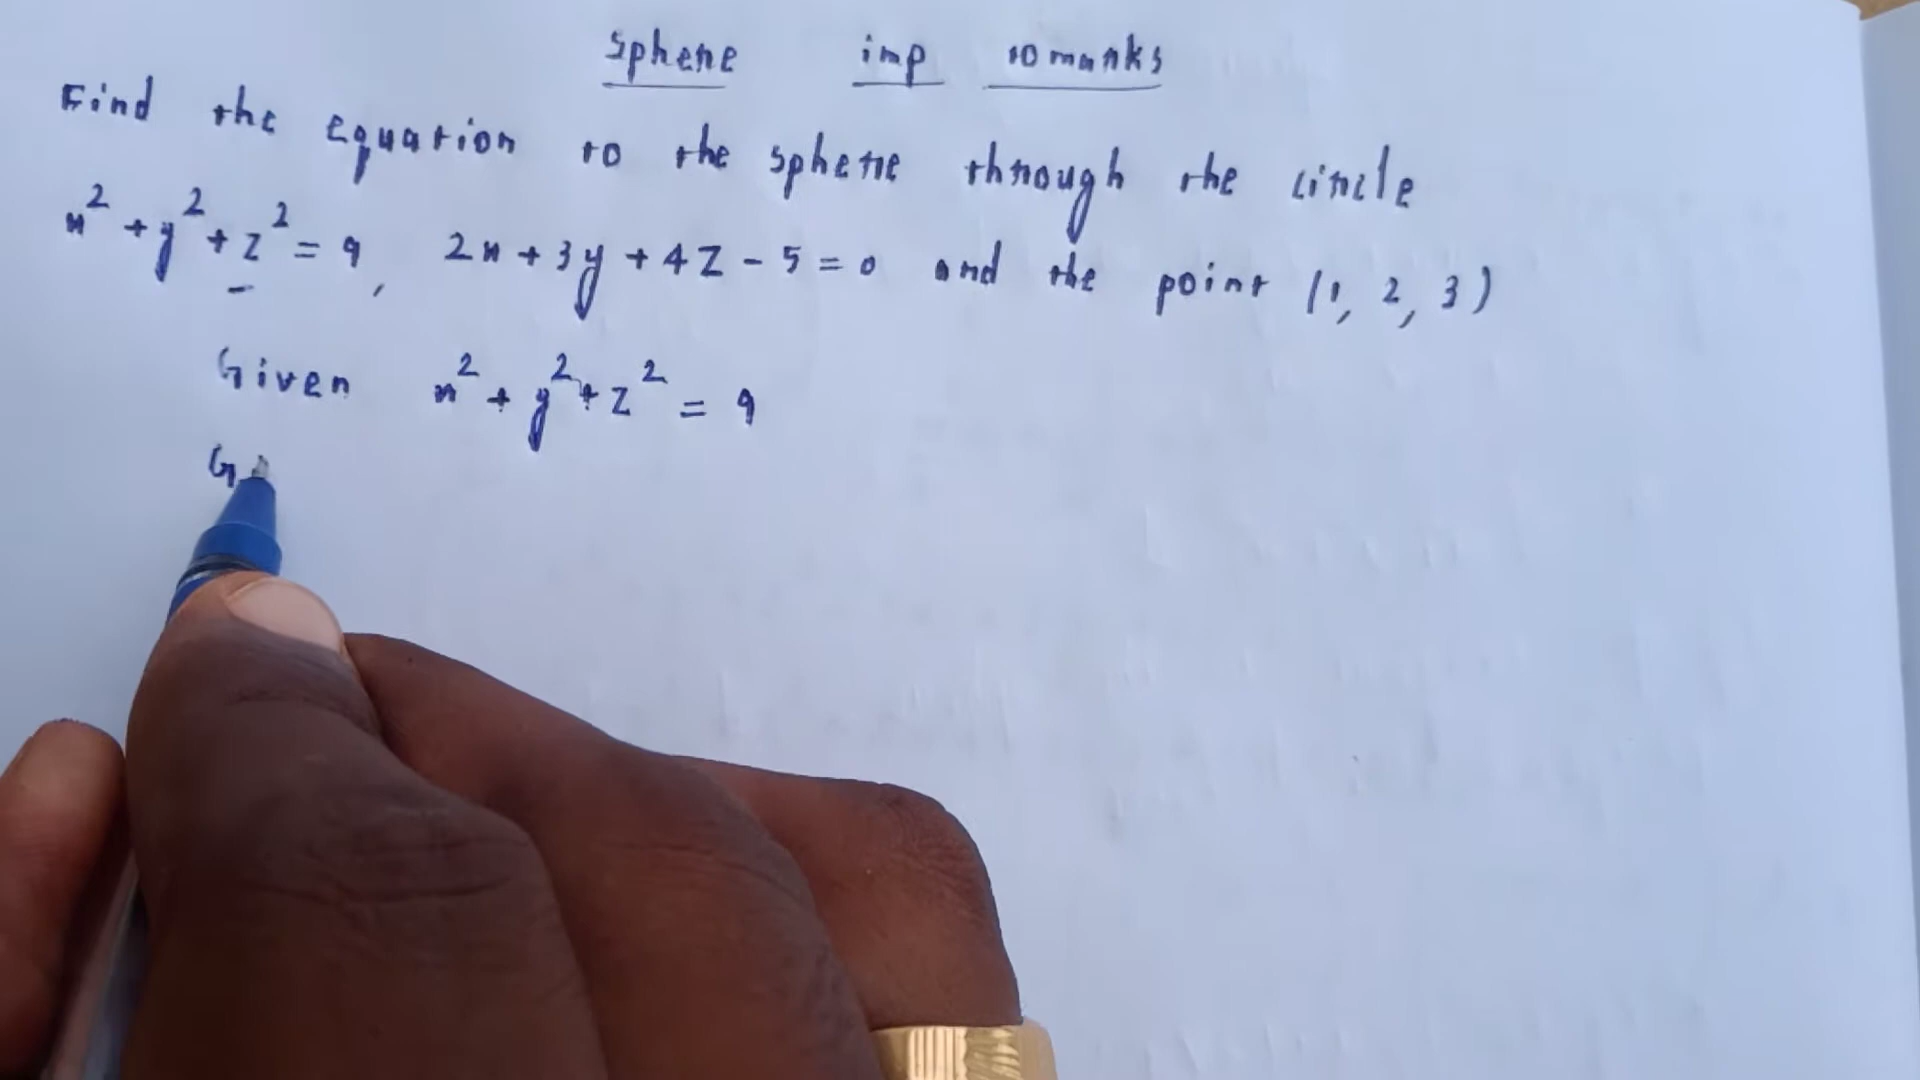 Sphere imp 10 marks
Find the equation to the sphere through the circle
x² + y² + z² = 9, 2x + 3y + 4z - 5 = 0 and the point (1, 2, 3)
Given x² + y² + z² = 9
G